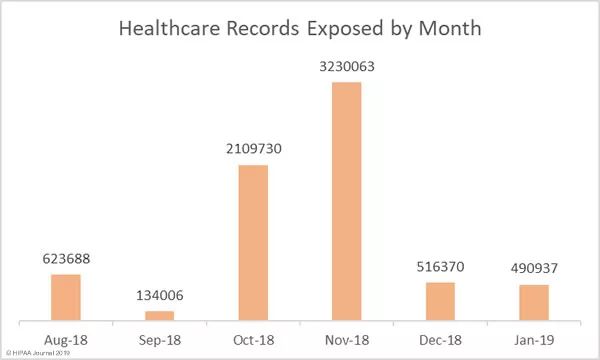 Healthcare Records Exposed by Month
3230063
2109730
623688
516370
490937
134006
Aug-18 Sep-18 Oct-18 Nov-18 Dec-18 Jan-19
© HIPAA Journal 2019